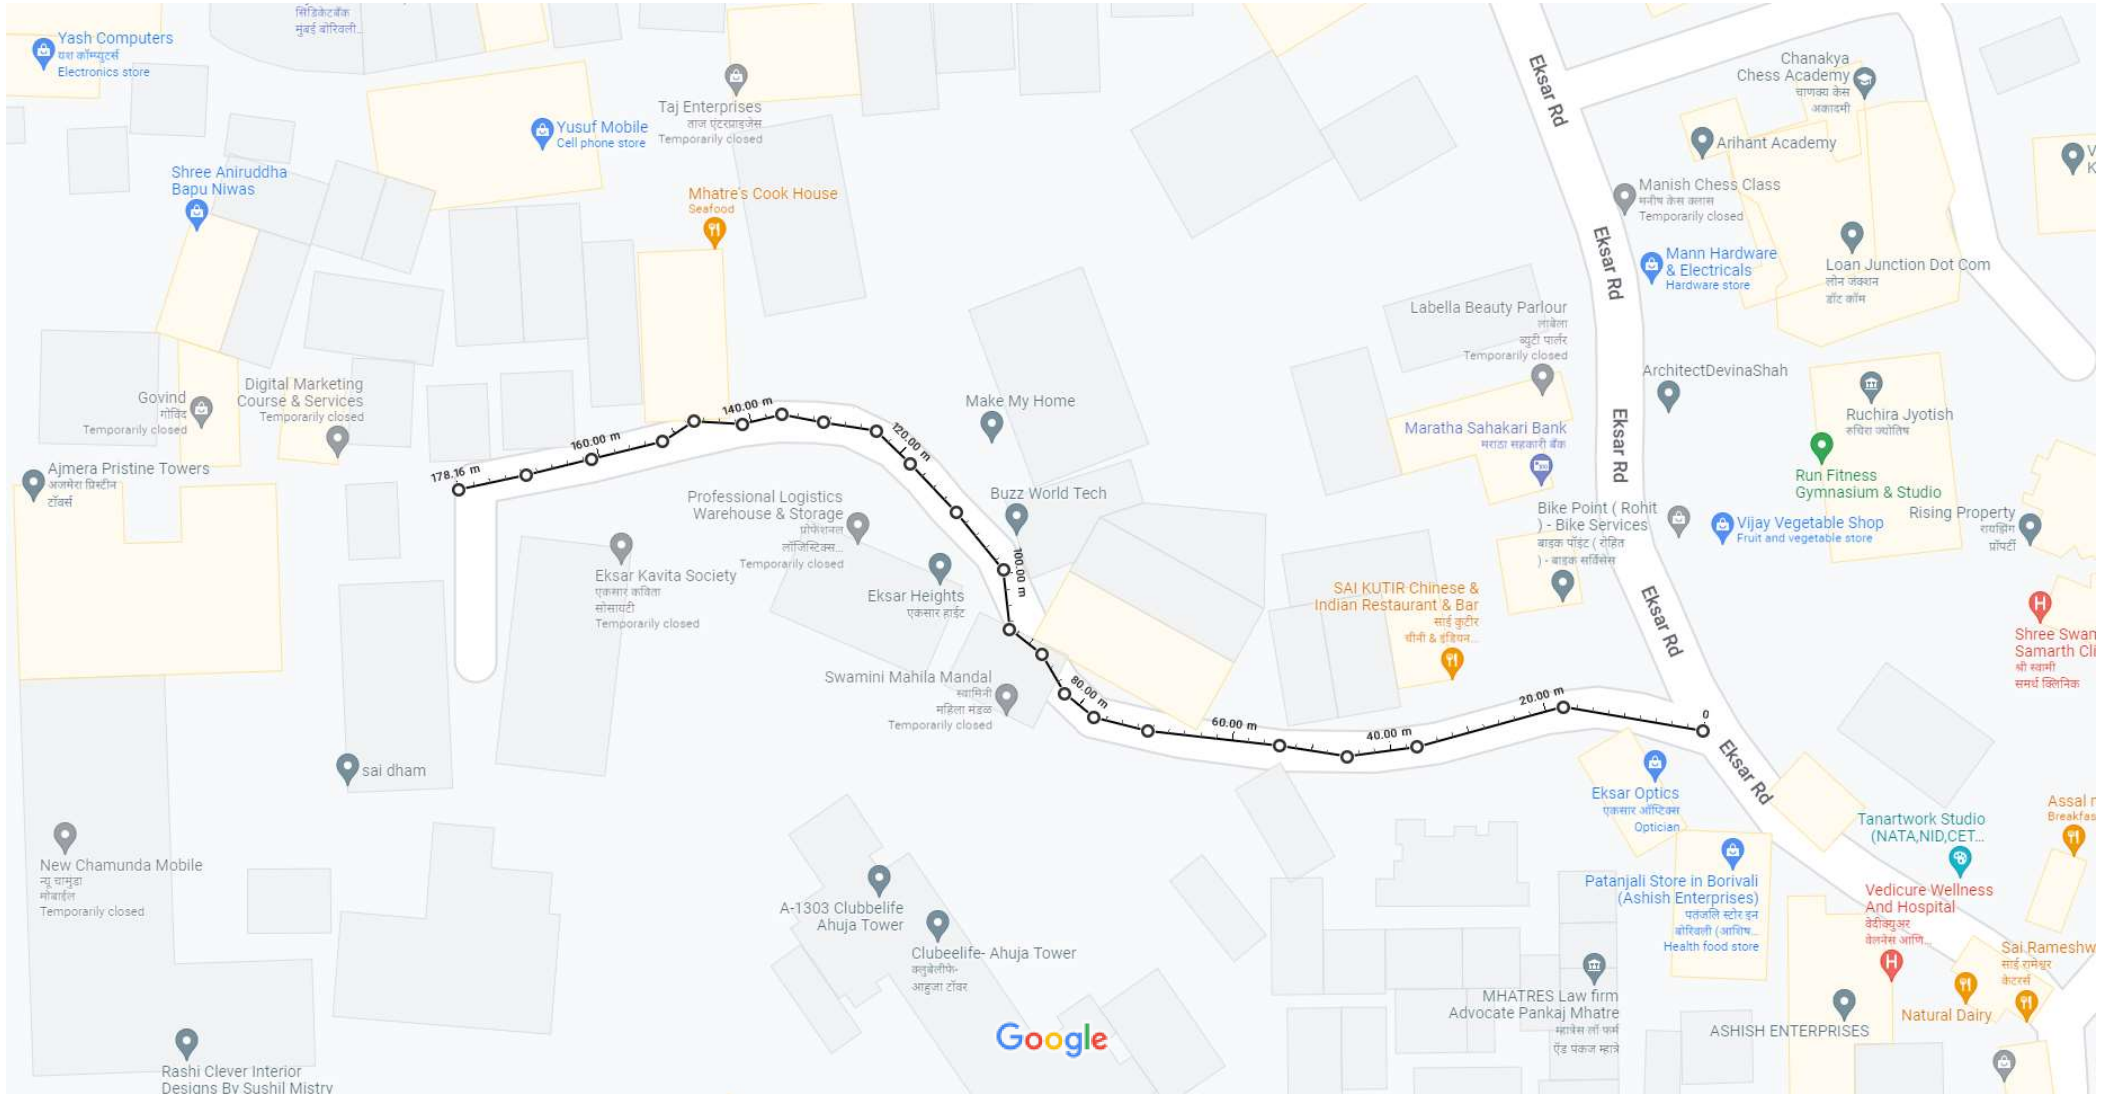 सिंडिकेटबँक
मुंबई बोरिवली...
Yash Computers
यश कॉम्प्युटर्स
Electronics store
Taj Enterprises
ताज एंटरप्राइजेस
Temporarily closed
Yusuf Mobile
Cell phone store
Shree Aniruddha
Bapu Niwas
Mhatre's Cook House
Seafood
Eksar Rd
Chanakya
Chess Academy
चाणक्य केस
अकादमी
Arihant Academy
V
K
Manish Chess Class
मनीष केस क्लास
Temporarily closed
Eksar Rd
Mann Hardware
& Electricals
Hardware store
Loan Junction Dot Com
लोन जंक्शन
डॉट कॉम
Labella Beauty Parlour
लाबेला
ब्युटी पार्लर
Temporarily closed
ArchitectDevinaShah
Ruchira Jyotish
रुचिरा ज्योतिष
Govind
गोविंद
Temporarily closed
Digital Marketing
Course & Services
Temporarily closed
Make My Home
Maratha Sahakari Bank
मराठा सहकारी बँक
Eksar Rd
Run Fitness
Gymnasium & Studio
Ajmera Pristine Towers
अजमेरा प्रिस्टीन
टॉवर्स
178.16 m
160.00 m
140.00 m
120.00 m
100.00 m
80.00 m
60.00 m
40.00 m
20.00 m
0
Professional Logistics
Warehouse & Storage
प्रोफेशनल
लॉजिस्टिक्स...
Temporarily closed
Buzz World Tech
Bike Point ( Rohit
) - Bike Services
बाइक पॉइंट ( रोहित
) - बाइक सर्विसेस
Vijay Vegetable Shop
Fruit and vegetable store
Rising Property
रायझिंग
प्रॉपर्टी
Eksar Kavita Society
एकसार कविता
सोसायटी
Temporarily closed
Eksar Heights
एकसार हाईट
SAI KUTIR Chinese &
Indian Restaurant & Bar
साई कुटीर
चीनी & इंडियन...
Eksar Rd
Shree Swan
Samarth Cli
श्री स्वामी
समर्थ क्लिनिक
Swamini Mahila Mandal
स्वामिनी
महिला मंडळ
Temporarily closed
sai dham
Eksar Rd
Eksar Optics
एकसार ऑप्टिक्स
Optician
Tanartwork Studio
(NATA,NID,CET...
Assal
Breakfas
New Chamunda Mobile
न्यू चामुंडा
मोबाईल
Temporarily closed
A-1303 Clubbelife
Ahuja Tower
Clubeelife- Ahuja Tower
क्लुबेलीफे-
आहुजा टॉवर
Patanjali Store in Borivali
(Ashish Enterprises)
पतंजलि स्टोर इन
बोरिवली (आशिष...
Health food store
Vedicure Wellness
And Hospital
वेदीक्युअर
वेलनेस आणि...
Sai Rameshw
साई रामेश्वर
केटरर्स
MHATRES Law firm
Advocate Pankaj Mhatre
म्हात्रेस लॉ फर्म
ऍड पंकज म्हात्रे
ASHISH ENTERPRISES
Natural Dairy
Google
Rashi Clever Interior
Designs By Sushil Mistry